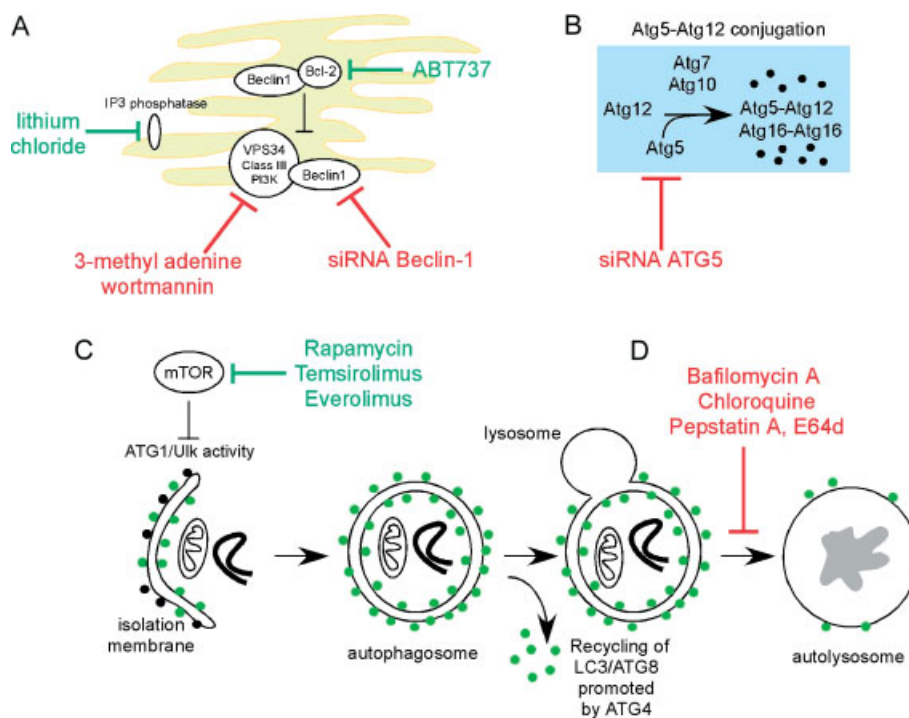 A
Beclin1
Bcl-2
ABT737
IP3 phosphatase
lithium
chloride
VPS34
Class III
PI3K
Beclin1
3-methyl adenine
wortmannin
siRNA Beclin-1
B
Atg5-Atg12 conjugation
Atg7
Atg10
Atg12
Atg5
Atg5-Atg12
Atg16-Atg16
siRNA ATG5
C
mTOR
Rapamycin
Temsirolimus
Everolimus
ATG1/Ulk activity
isolation
membrane
autophagosome
lysosome
Recycling of
LC3/ATG8
promoted
by ATG4
D
Bafilomycin A
Chloroquine
Pepstatin A, E64d
autolysosome